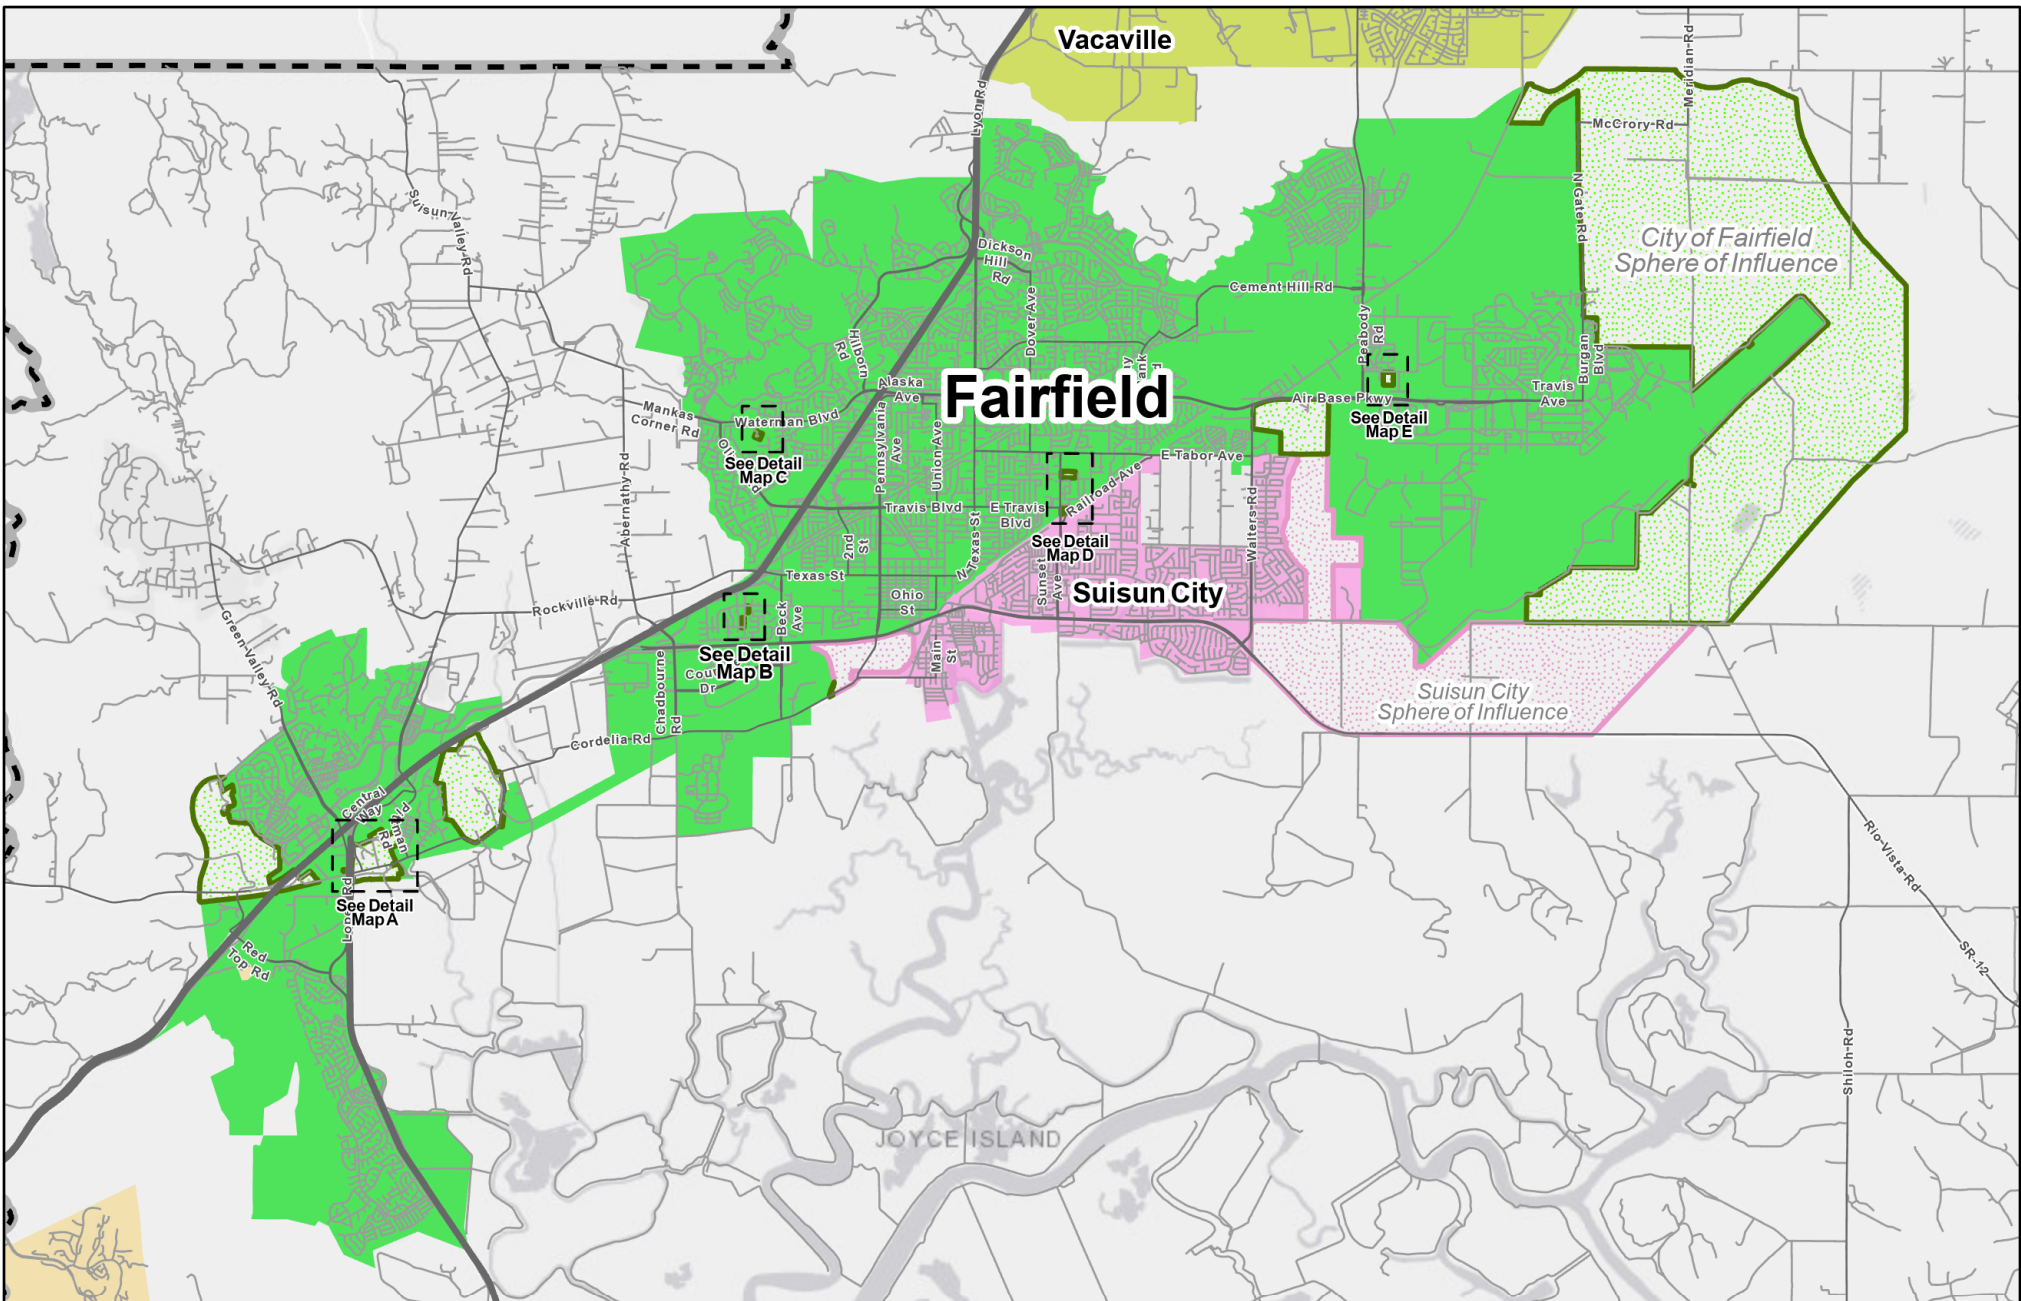 Vacaville
Lyon Rd
Meridian Rd
McCrory Rd
Suisun Valley Rd
N Gate Rd
City of Fairfield
Sphere of Influence
Dickson
Hill
Rd
Cement Hill Rd
Dover Ave
Peabody
Rd
Hilborn
Rd
Burgan
Blvd
Alaska
Ave
Fairfield
Travis
Ave
Air Base Pkwy
See Detail
Map E
Mankas
Corner Rd
Waterman Blvd
Pennsylvania
Ave
Union Ave
See Detail
Map C
E Tabor Ave
Railroad Ave
Abernathy Rd
Travis Blvd
E Travis
Blvd
Walters Rd
See Detail
Map D
2nd
St
N Texas St
Texas St
Sunset
Ave
Suisun City
Rockville Rd
Ohio
St
Beck
Ave
Green Valley Rd
See Detail
Map B
Main
St
Chadbourne
Rd
Dr
Suisun City
Sphere of Influence
Cordelia Rd
Central
Way
Rd
Rio Vista Rd
See Detail
Map A
Red
Top Rd
SR-12
Shiloh Rd
JOYCE ISLAND